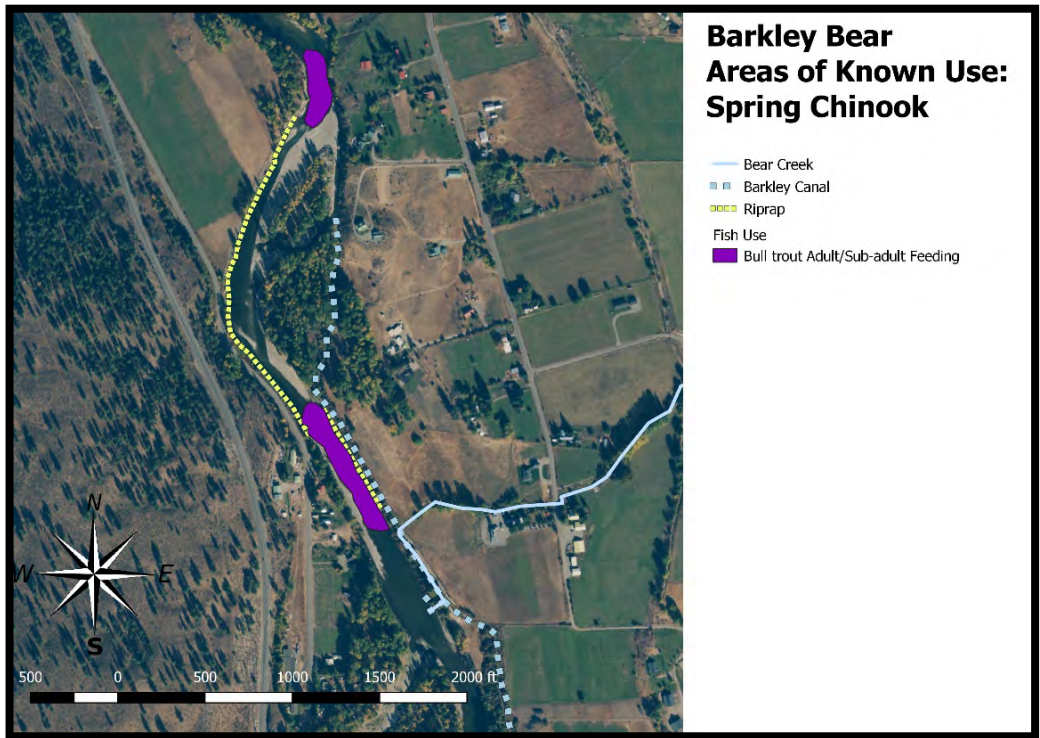 Barkley Bear
Areas of Known Use:
Spring Chinook
Bear Creek
Barkley Canal
Riprap
Fish Use
Bull trout Adult/Sub-adult Feeding
N
W E
S
500 0 500 1000 1500 2000 ft